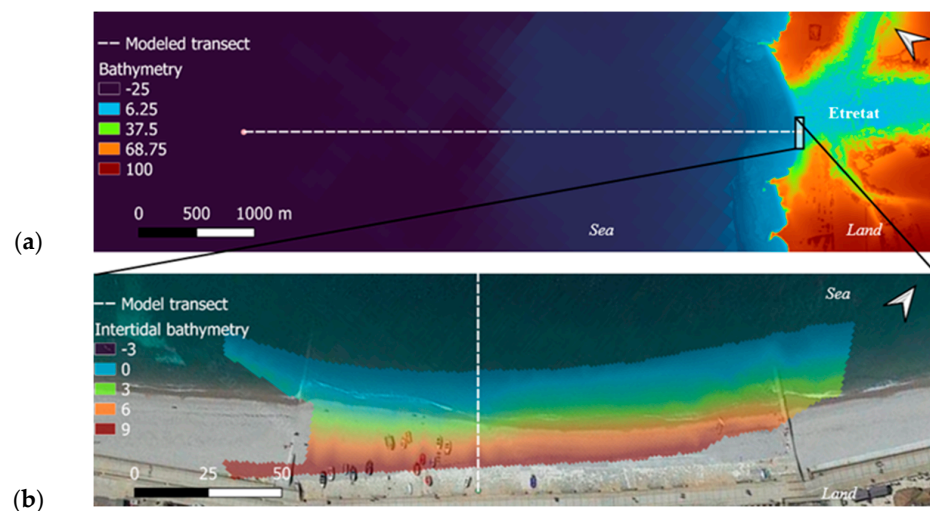 Modeled transect
Bathymetry
-25
6.25
37.5
68.75
100
0 500 1000 m
Etretat
Sea
Land
(a)
Model transect
Intertidal bathymetry
-3
0
3
6
9
0 25 50
Sea
Land
(b)